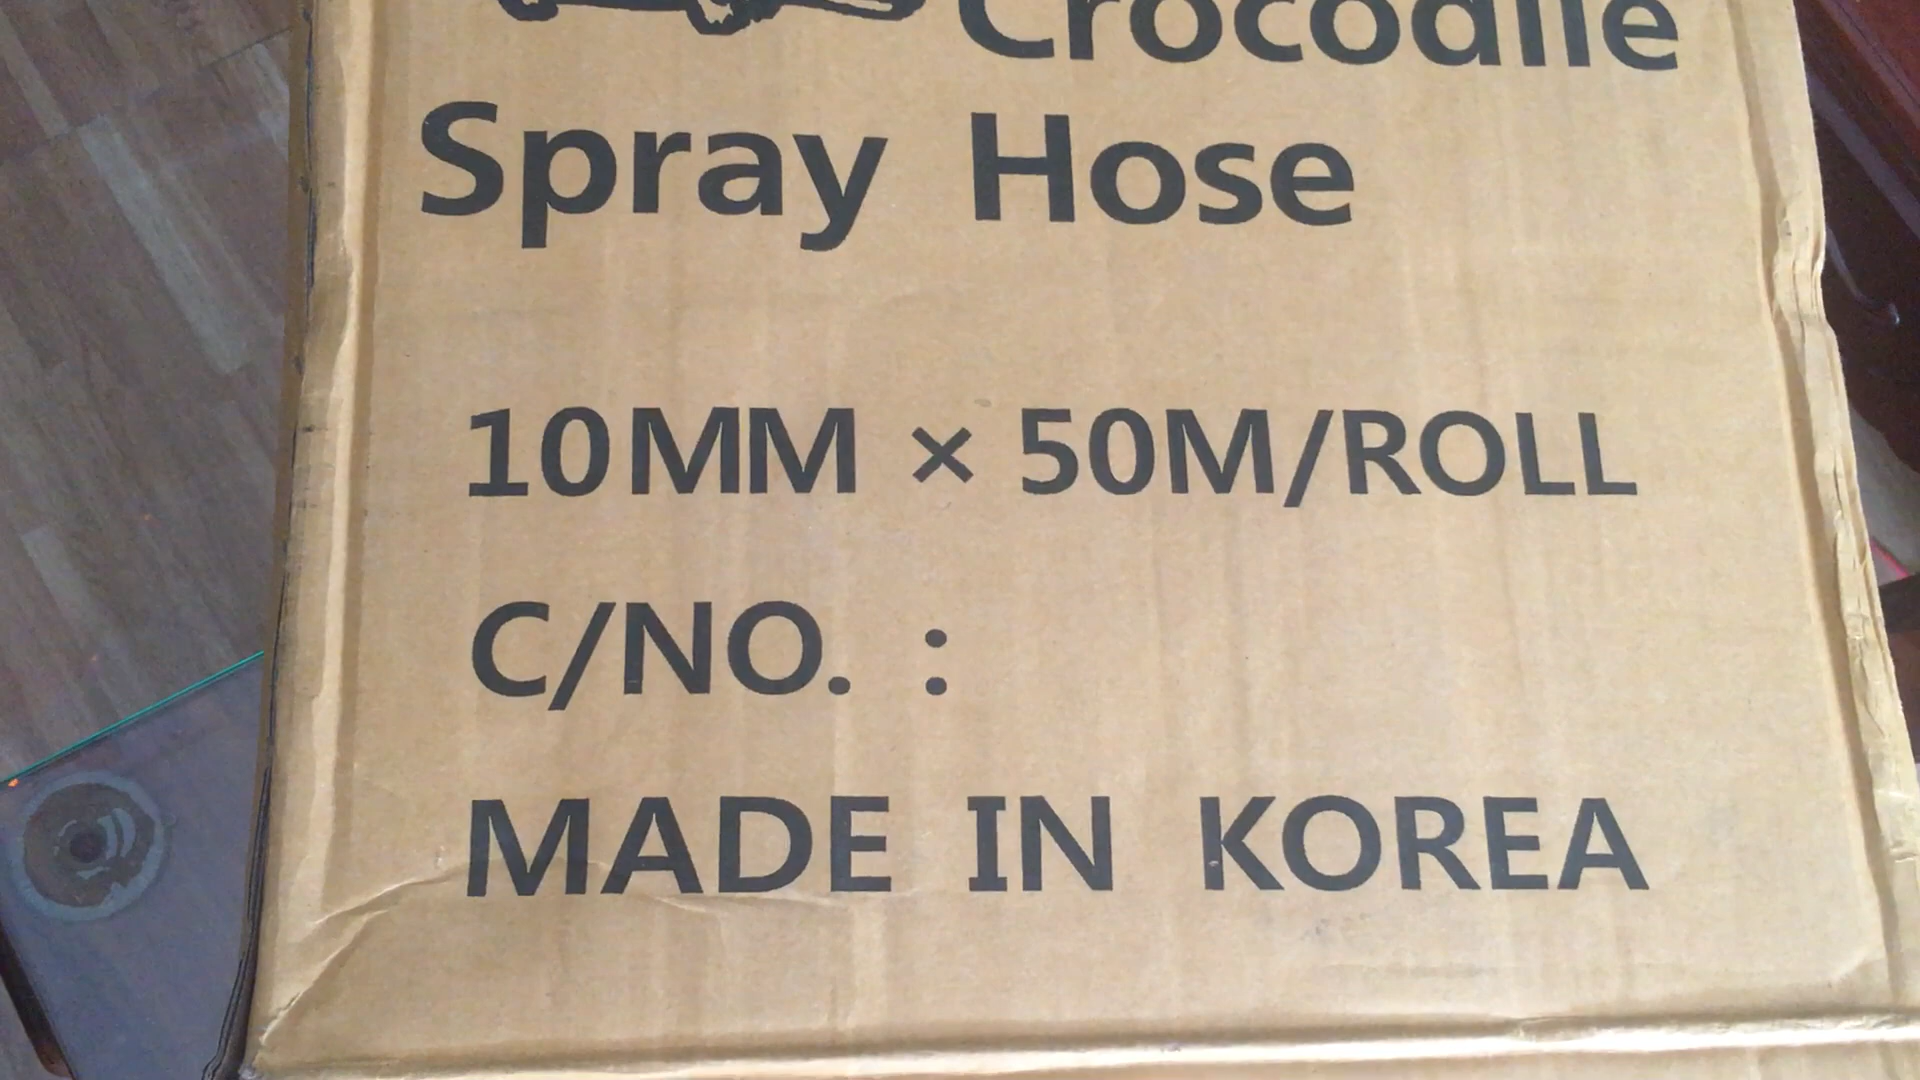 Crocodile
Spray Hose
10MM × 50M/ROLL
C/NO. :
MADE IN KOREA